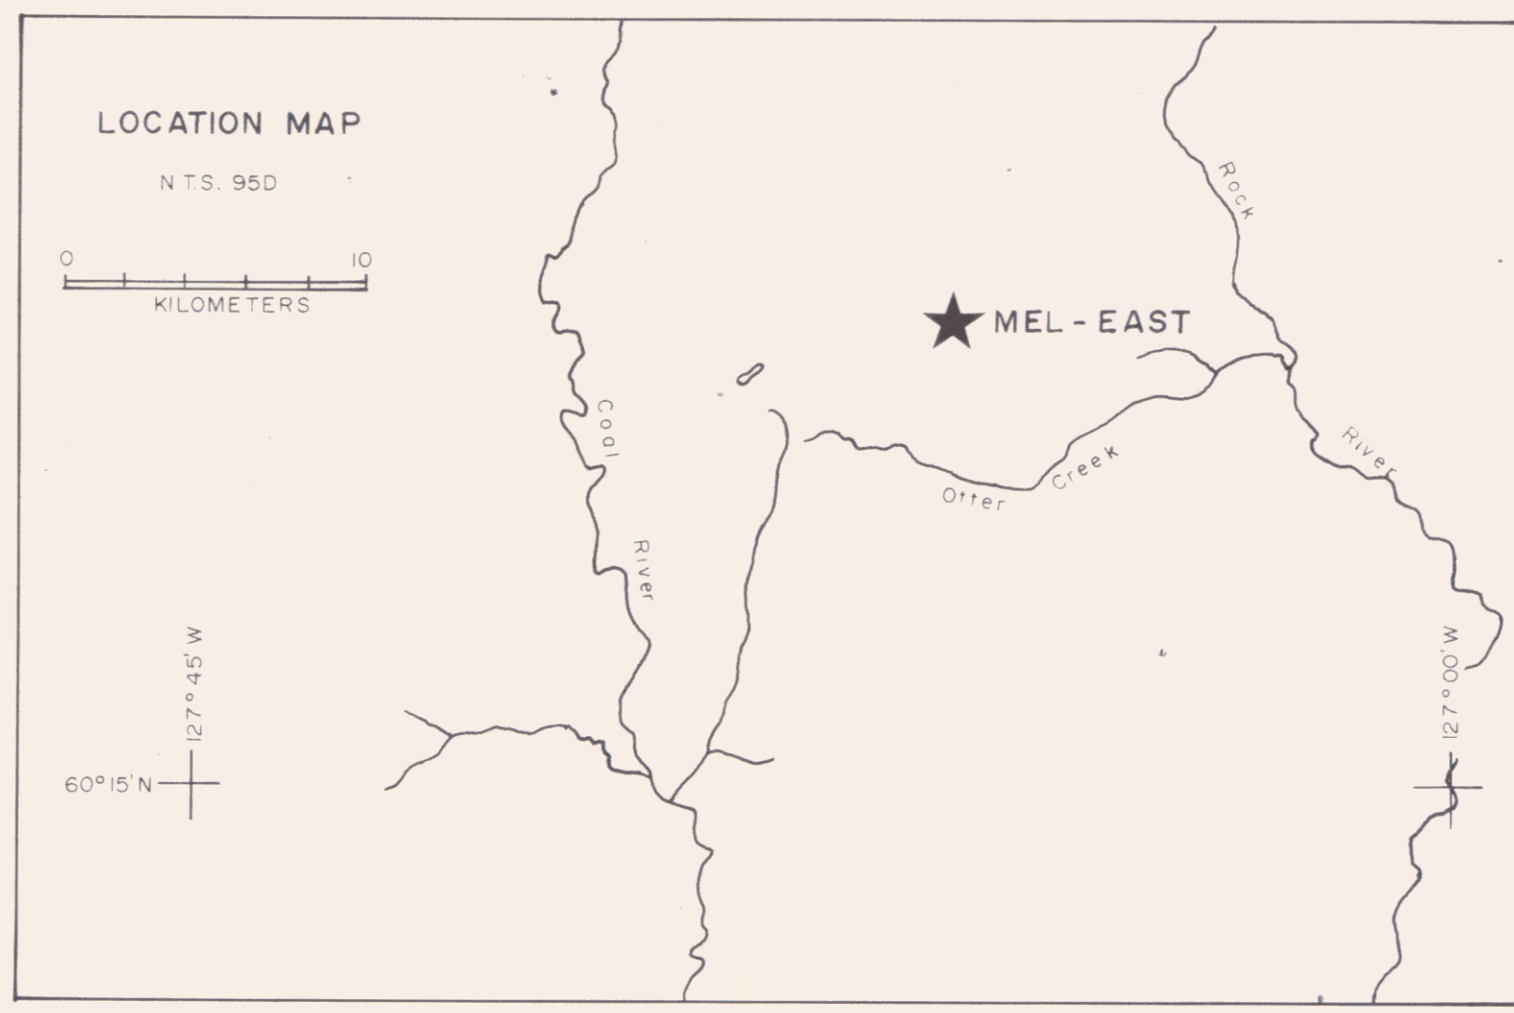 LOCATION MAP
N.T.S. 95D
0 10
KILOMETERS
Rock
MEL-EAST
Coal
River
Otter Creek
River
127°45'W
127°00'W
60°15'N